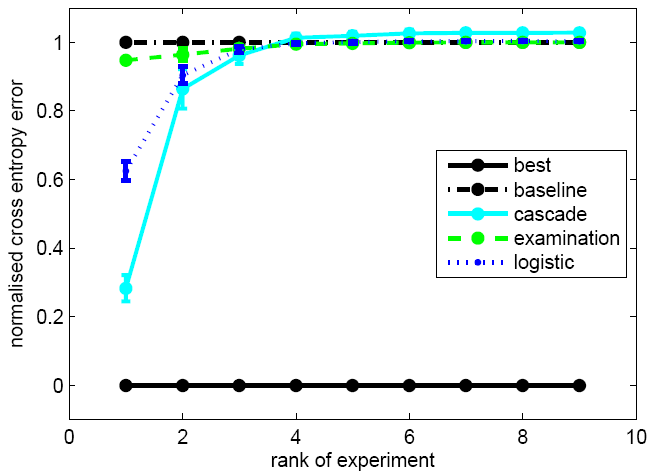 normalised cross entropy error
1
0.8
0.6
0.4
0.2
0
best
baseline
cascade
examination
logistic
0 2 4 6 8 10
rank of experiment